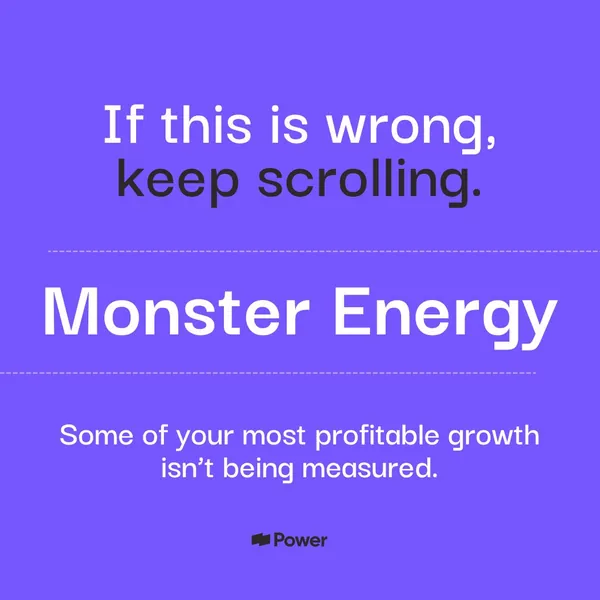 If this is wrong,
keep scrolling.
Monster Energy
Some of your most profitable growth
isn’t being measured.
Power